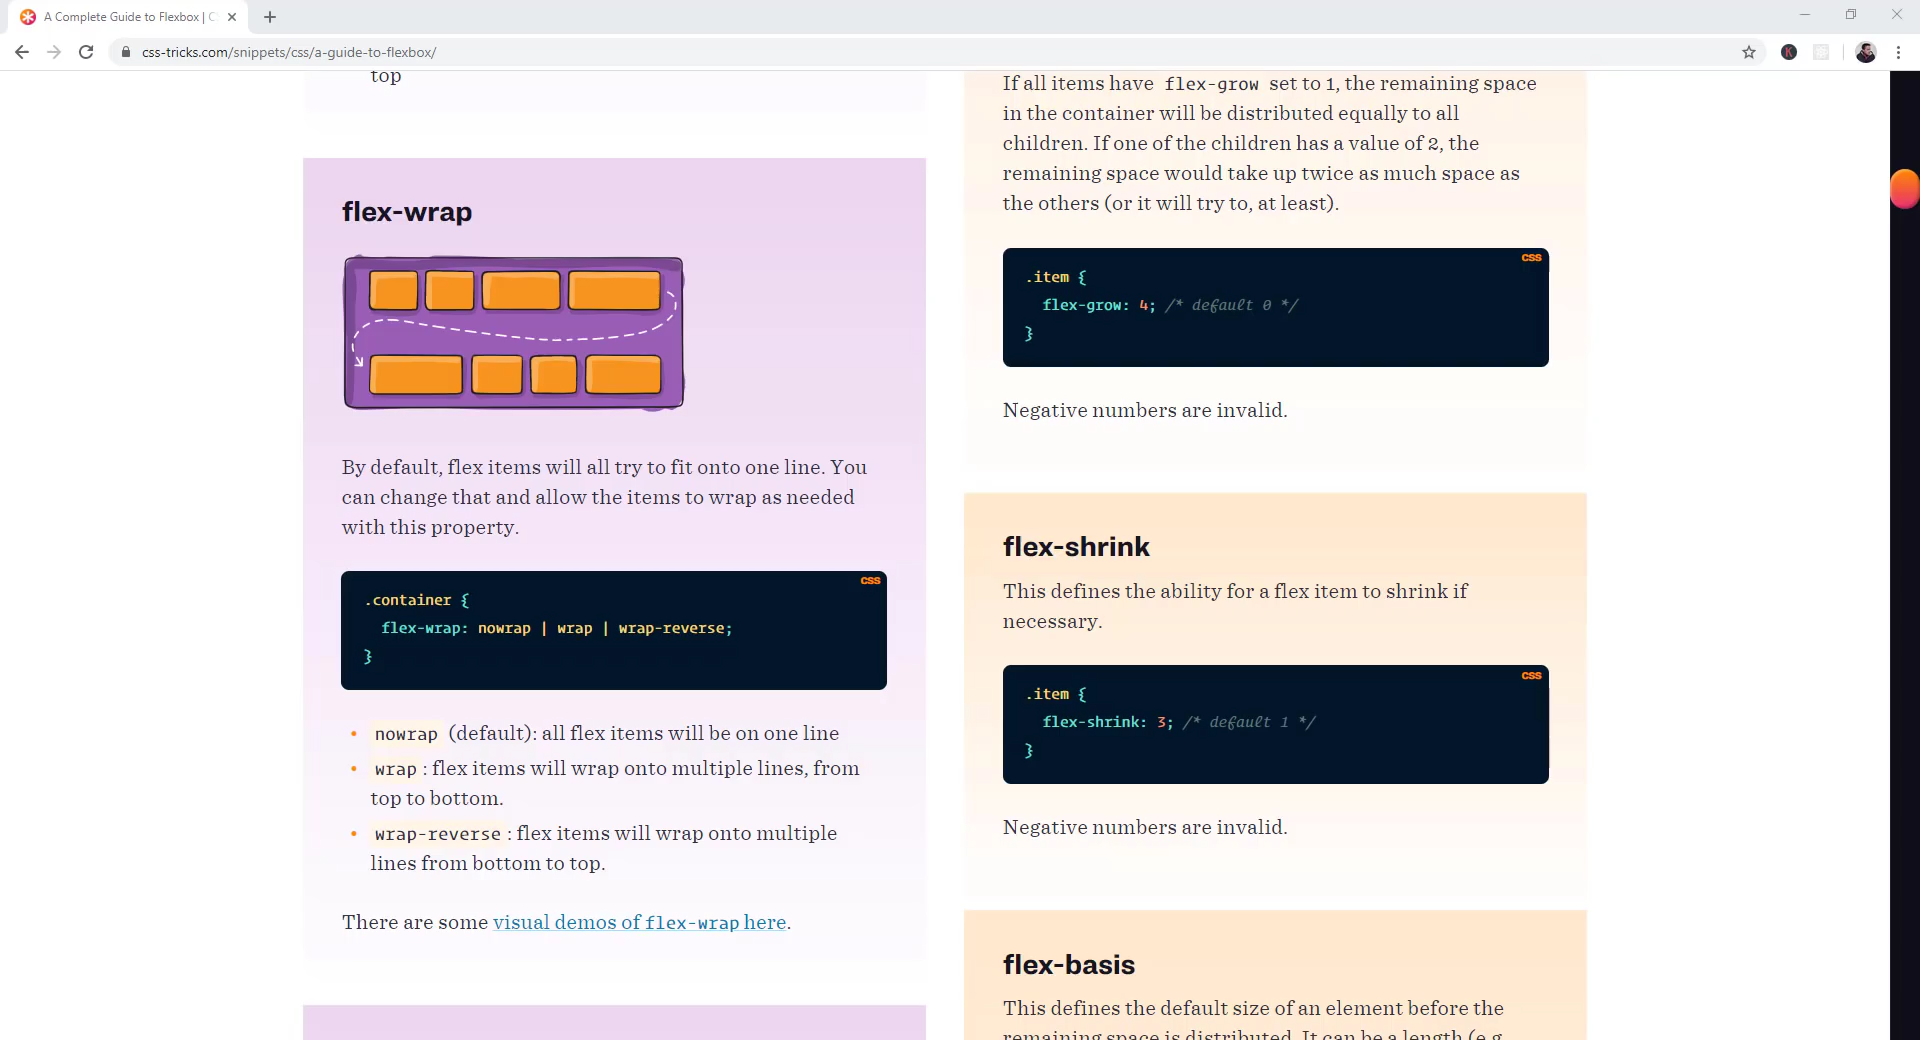 A Complete Guide to Flexbox | CS
css-tricks.com/snippets/css/a-guide-to-flexbox/
K
top
flex-wrap
By default, flex items will all try to fit onto one line. You
can change that and allow the items to wrap as needed
with this property.
CSS
.container {
flex-wrap: nowrap | wrap | wrap-reverse;
}
• nowrap (default): all flex items will be on one line
• wrap : flex items will wrap onto multiple lines, from
top to bottom.
• wrap-reverse : flex items will wrap onto multiple
lines from bottom to top.
There are some visual demos of flex-wrap here.
If all items have flex-grow set to 1, the remaining space
in the container will be distributed equally to all
children. If one of the children has a value of 2, the
remaining space would take up twice as much space as
the others (or it will try to, at least).
CSS
.item {
flex-grow: 4; /* default 0 */
}
Negative numbers are invalid.
flex-shrink
This defines the ability for a flex item to shrink if
necessary.
CSS
.item {
flex-shrink: 3; /* default 1 */
}
Negative numbers are invalid.
flex-basis
This defines the default size of an element before the
remaining space is distributed. It can be a length (e.g.